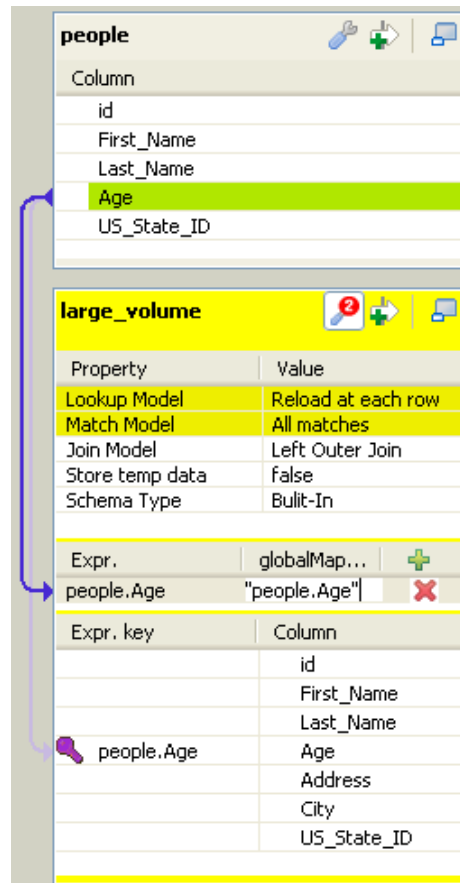 people
Column
id
First_Name
Last_Name
Age
US_State_ID
large_volume
2
Property Value
Lookup Model Reload at each row
Match Model All matches
Join Model Left Outer Join
Store temp data false
Schema Type Bulit-In
Expr. globalMap...
people.Age "people.Age"
Expr. key Column
id
First_Name
Last_Name
people.Age Age
Address
City
US_State_ID